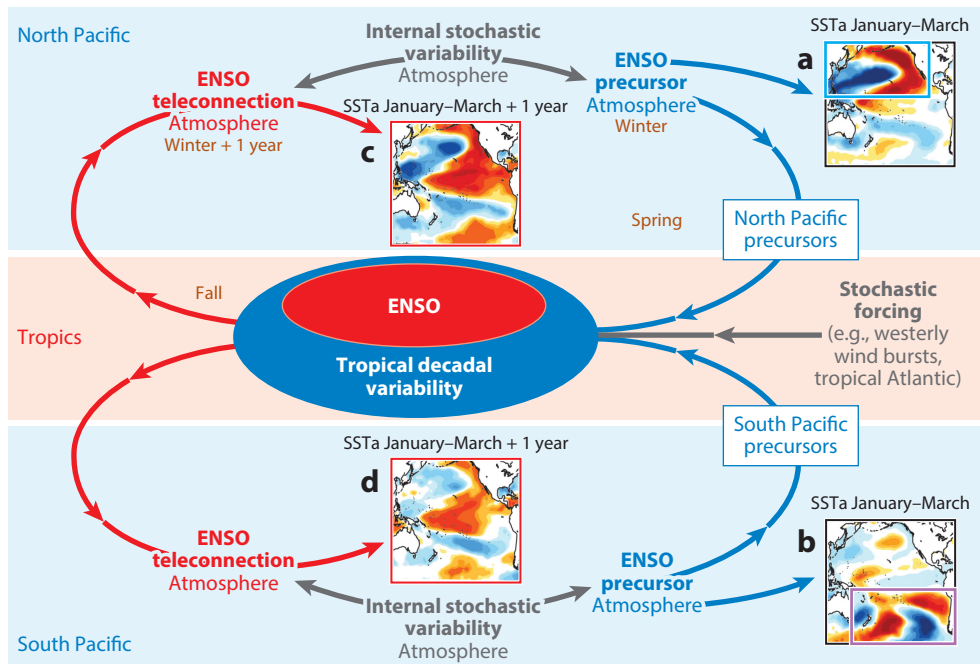 North Pacific
Internal stochastic
variability
Atmosphere
SSTa January–March
a
ENSO
teleconnection
Atmosphere
Winter + 1 year
ENSO
precursor
Atmosphere
Winter
SSTa January–March + 1 year
c
Spring
North Pacific
precursors
Fall
ENSO
Tropics
Tropical decadal
variability
Stochastic
forcing
(e.g., westerly
wind bursts,
tropical Atlantic)
South Pacific
precursors
SSTa January–March + 1 year
d
SSTa January–March
b
ENSO
teleconnection
Atmosphere
ENSO
precursor
Atmosphere
Internal stochastic
variability
Atmosphere
South Pacific